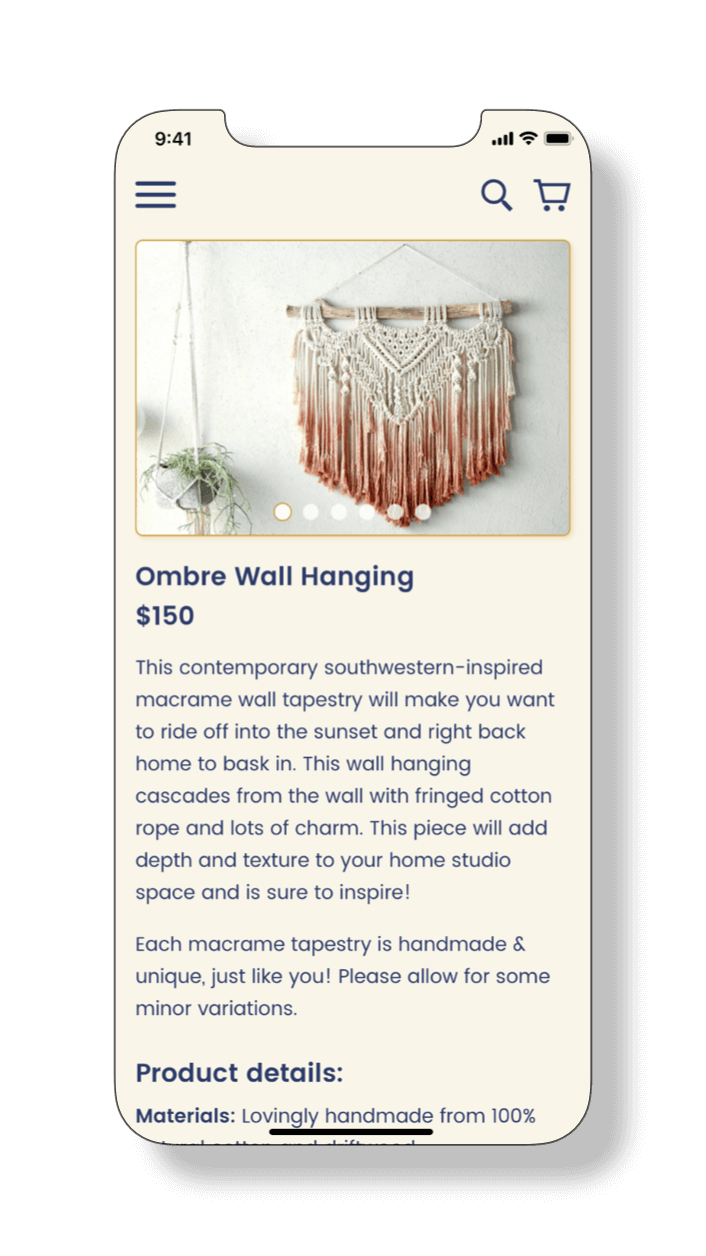 9:41
Ombre Wall Hanging
$150
This contemporary southwestern-inspired
macrame wall tapestry will make you want
to ride off into the sunset and right back
home to bask in. This wall hanging
cascades from the wall with fringed cotton
rope and lots of charm. This piece will add
depth and texture to your home studio
space and is sure to inspire!
Each macrame tapestry is handmade &
unique, just like you! Please allow for some
minor variations.
Product details:
Materials: Lovingly handmade from 100%
cotton and driftwood